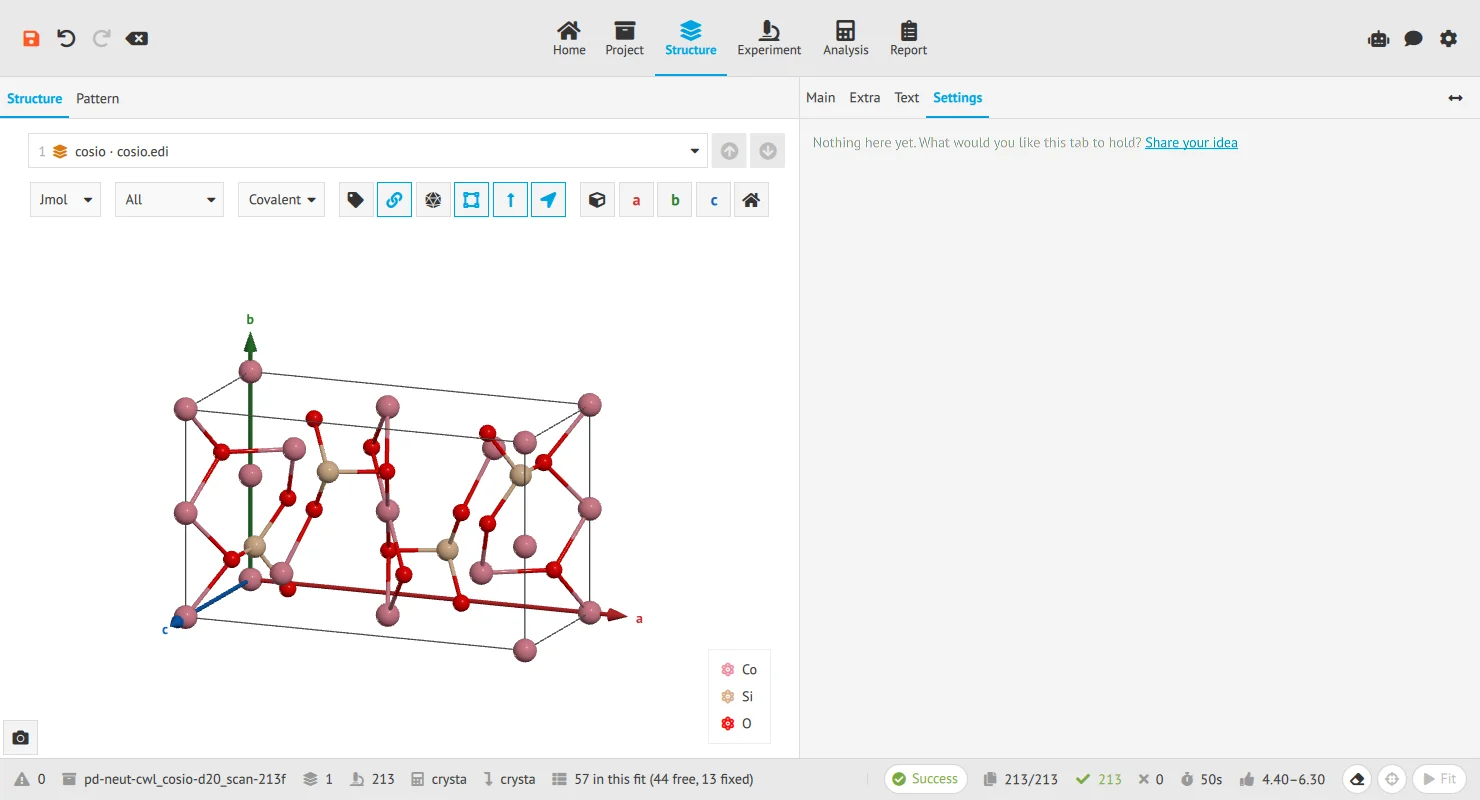 Home Project Structure Experiment Analysis Report
Structure Pattern
Main Extra Text Settings
1 cosio · cosio.edi
Nothing here yet. What would you like this tab to hold? Share your idea
Jmol All Covalent a b c
b
a
c
Co
Si
O
0 pd-neut-cwl_cosio-d20_scan-213f 1 213 crysta crysta 57 in this fit (44 free, 13 fixed) Success 213/213 213 0 50s 4.40–6.30 Fit